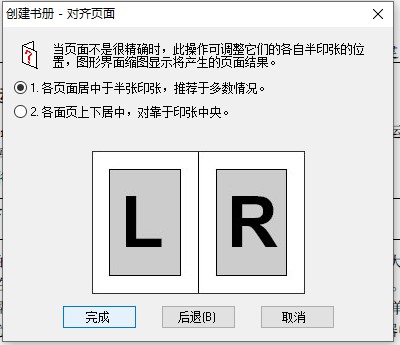 创建书册 - 对齐页面
当页面不是很精确时，此操作可调整它们的各自半印张的位
置，图形界面缩图显示将产生的页面结果。
1. 各页面居中于半张印张，推荐于多数情况。
2. 各面页上下居中，对靠于印张中央。
L R
完成 后退(B) 取消